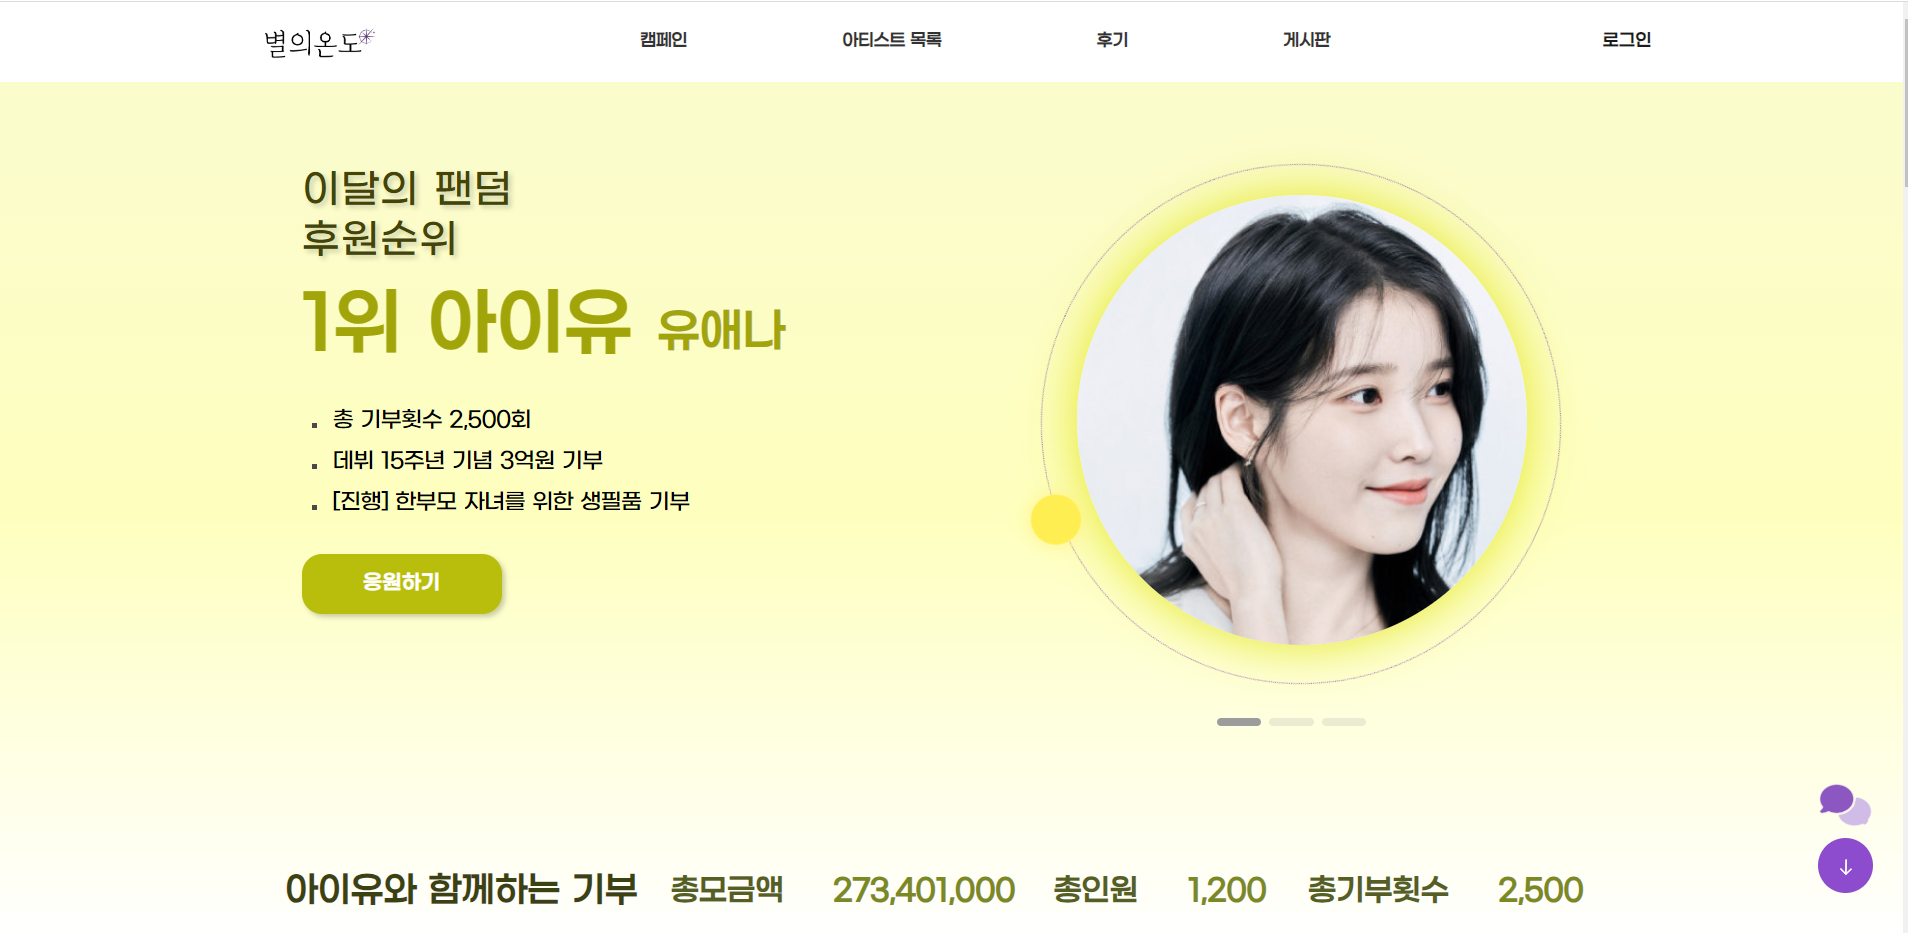 별의온도
캠페인
아티스트 목록
후기
게시판
로그인
이달의 팬덤
후원순위
1위 아이유 유애나
총 기부횟수 2,500회
데뷔 15주년 기념 3억원 기부
[진행] 한부모 자녀를 위한 생필품 기부
응원하기
아이유와 함께하는 기부 총모금액 273,401,000 총인원 1,200 총기부횟수 2,500